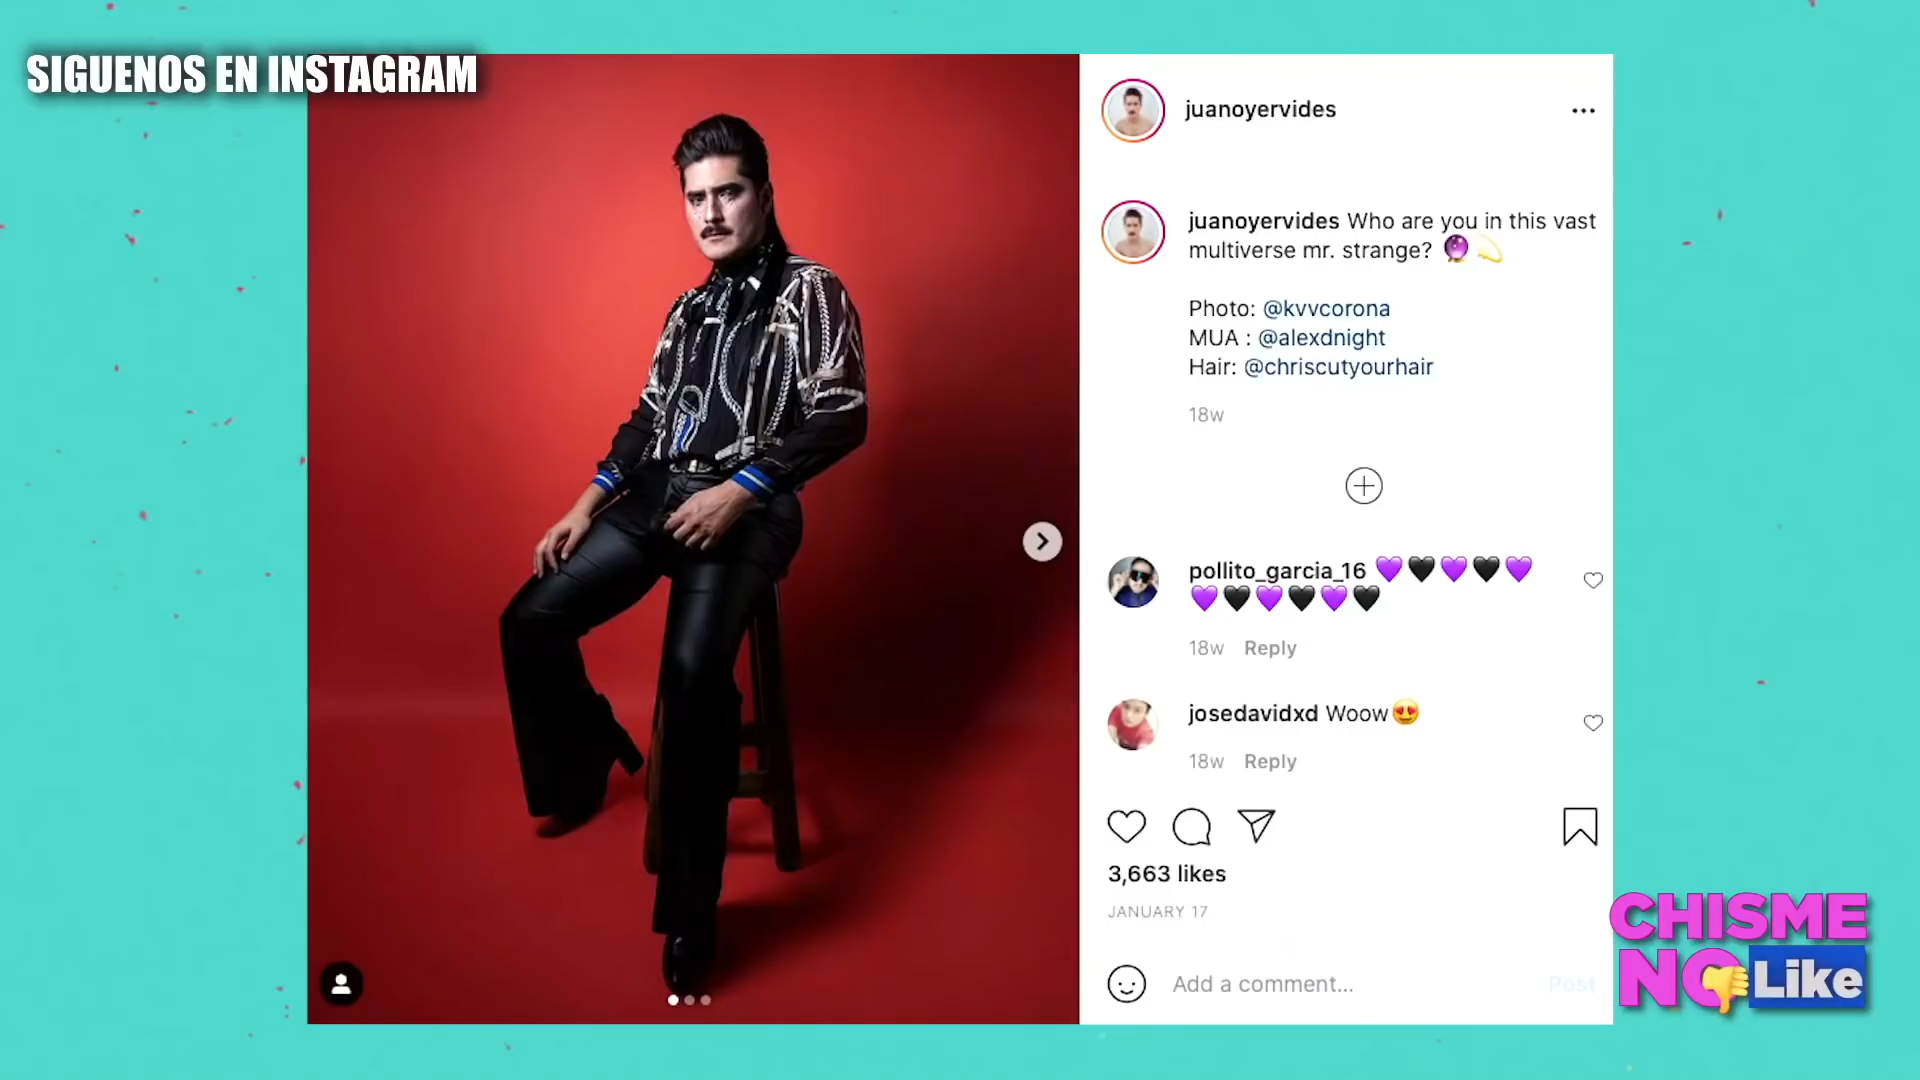 SIGUENOS EN INSTAGRAM
juanoyervides
juanoyervides Who are you in this vast
multiverse mr. strange? 🔮 💫
Photo: @kvvcorona
MUA : @alexdnight
Hair: @chriscutyourhair
18w
pollito_garcia_16 💜🖤💜🖤💜
💜🖤💜🖤💜🖤
18w Reply
josedavidxd Woow😍
18w Reply
3,663 likes
JANUARY 17
Add a comment... Post
CHISME
NO Like